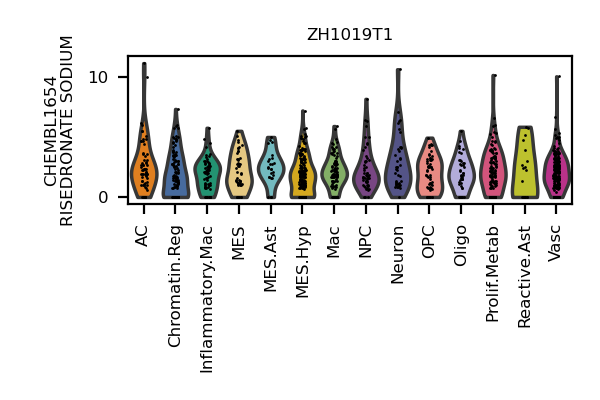 ZH1019T1
CHEMBL1654
RISEDRONATE SODIUM
10
0
AC
Chromatin.Reg
Inflammatory.Mac
MES
MES.Ast
MES.Hyp
Mac
NPC
Neuron
OPC
Oligo
Prolif.Metab
Reactive.Ast
Vasc